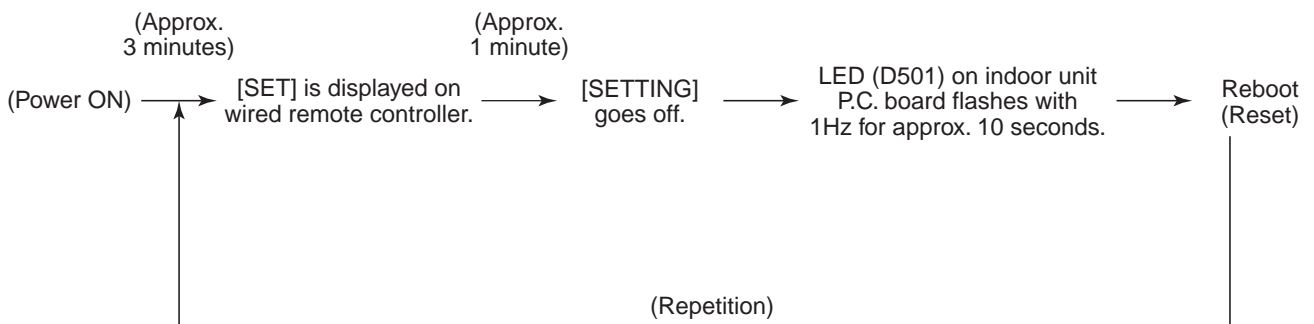 (Approx.
3 minutes)
(Approx.
1 minute)
(Power ON)
[SET] is displayed on
wired remote controller.
[SETTING]
goes off.
LED (D501) on indoor unit
P.C. board flashes with
1Hz for approx. 10 seconds.
Reboot
(Reset)
(Repetition)